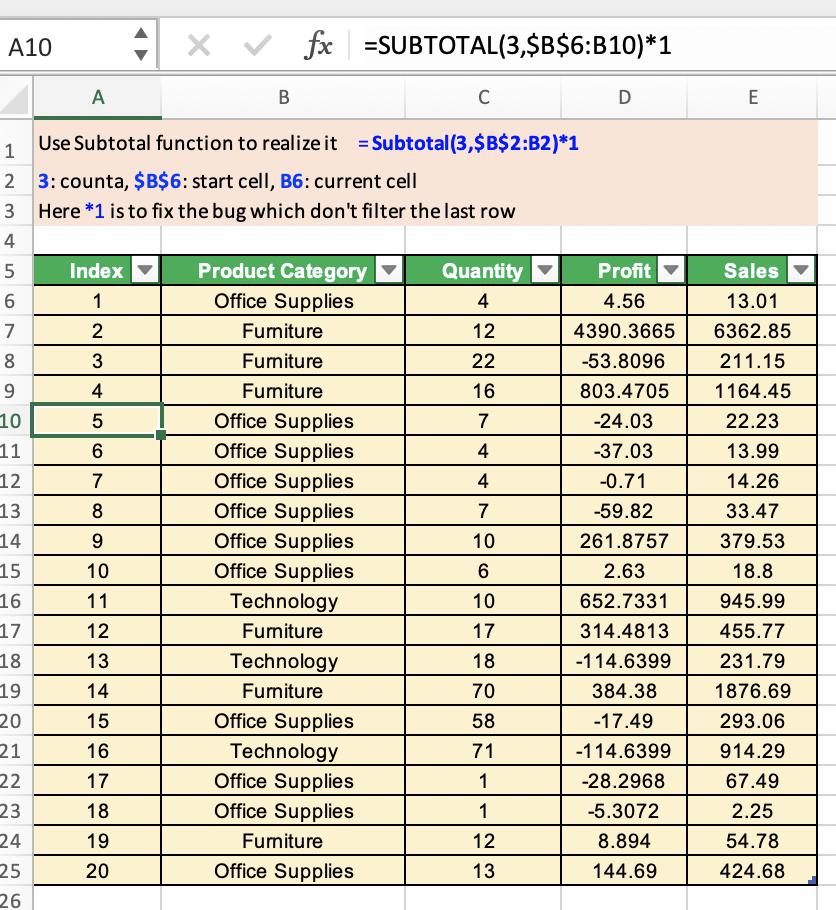 A10 fx =SUBTOTAL(3,$B$6:B10)*1
A B C D E
1 Use Subtotal function to realize it =Subtotal(3,$B$2:B2)*1
2 3: counta, $B$6: start cell, B6: current cell
3 Here *1 is to fix the bug which don't filter the last row
4
5 Index Product Category Quantity Profit Sales
6 1 Office Supplies 4 4.56 13.01
7 2 Furniture 12 4390.3665 6362.85
8 3 Furniture 22 -53.8096 211.15
9 4 Furniture 16 803.4705 1164.45
10 5 Office Supplies 7 -24.03 22.23
11 6 Office Supplies 4 -37.03 13.99
12 7 Office Supplies 4 -0.71 14.26
13 8 Office Supplies 7 -59.82 33.47
14 9 Office Supplies 10 261.8757 379.53
15 10 Office Supplies 6 2.63 18.8
16 11 Technology 10 652.7331 945.99
17 12 Furniture 17 314.4813 455.77
18 13 Technology 18 -114.6399 231.79
19 14 Furniture 70 384.38 1876.69
20 15 Office Supplies 58 -17.49 293.06
21 16 Technology 71 -114.6399 914.29
22 17 Office Supplies 1 -28.2968 67.49
23 18 Office Supplies 1 -5.3072 2.25
24 19 Furniture 12 8.894 54.78
25 20 Office Supplies 13 144.69 424.68
26